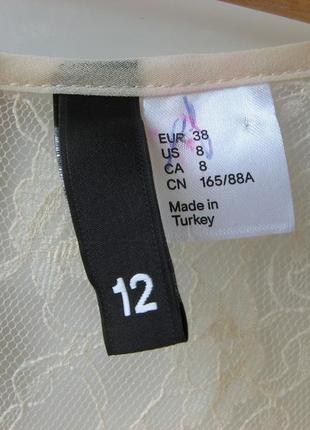 EUR 38
US 8
CA 8
CN 165/88A
Made in
Turkey
12